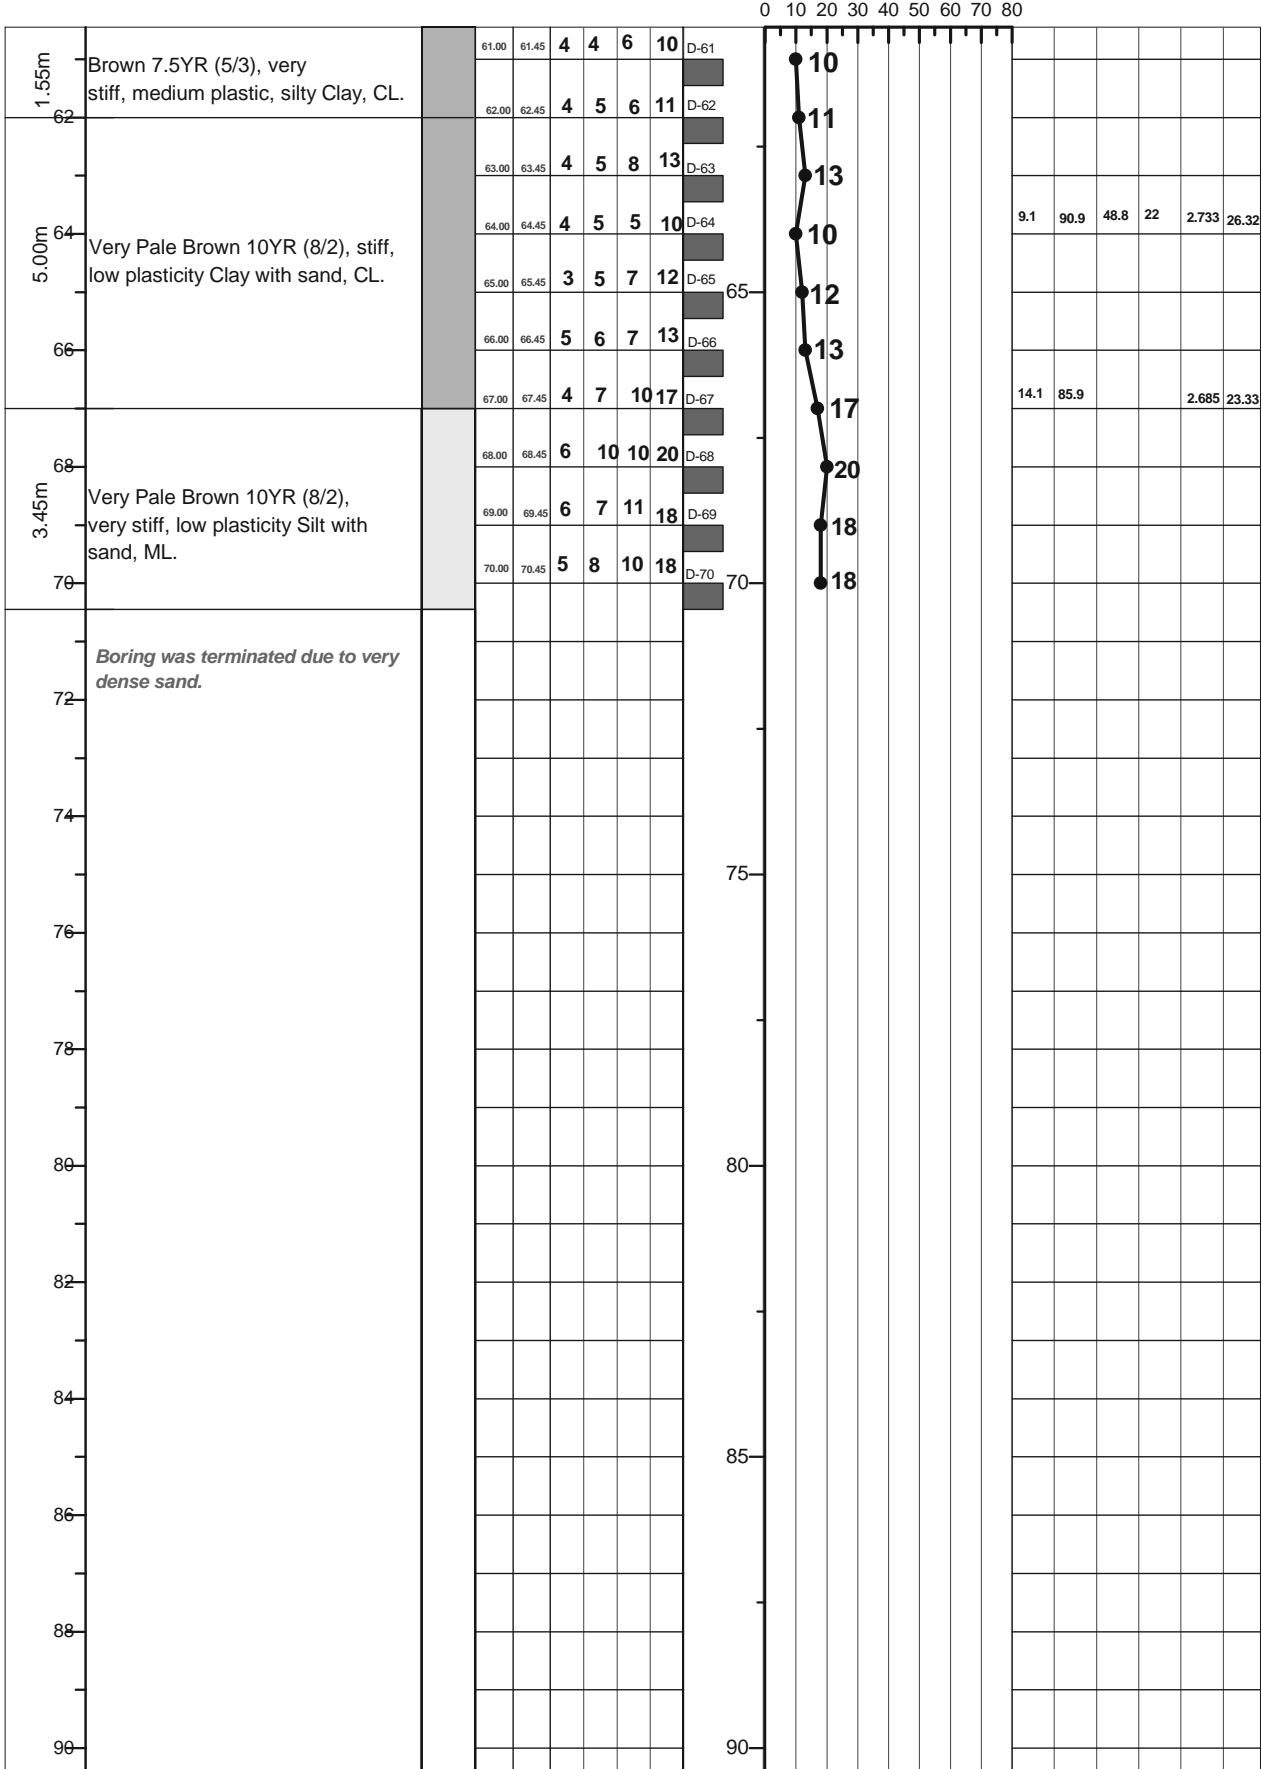 0 10 20 30 40 50 60 70 80
1.55m
Brown 7.5YR (5/3), very
stiff, medium plastic, silty Clay, CL.
61.00 61.45 4 4 6 10 D-61
10
62
62.00 62.45 4 5 6 11 D-62
11
63.00 63.45 4 5 8 13 D-63
13
5.00m
64
Very Pale Brown 10YR (8/2), stiff,
low plasticity Clay with sand, CL.
64.00 64.45 4 5 5 10 D-64
10
9.1 90.9 48.8 22 2.733 26.32
65.00 65.45 3 5 7 12 D-65
65
12
66
66.00 66.45 5 6 7 13 D-66
13
67.00 67.45 4 7 10 17 D-67
17
14.1 85.9 2.685 23.33
3.45m
68
Very Pale Brown 10YR (8/2),
very stiff, low plasticity Silt with
sand, ML.
68.00 68.45 6 10 10 20 D-68
20
69.00 69.45 6 7 11 18 D-69
18
70
70.00 70.45 5 8 10 18 D-70
70
18
Boring was terminated due to very
dense sand.
72
74
75
76
78
80
80
82
84
85
86
88
90
90